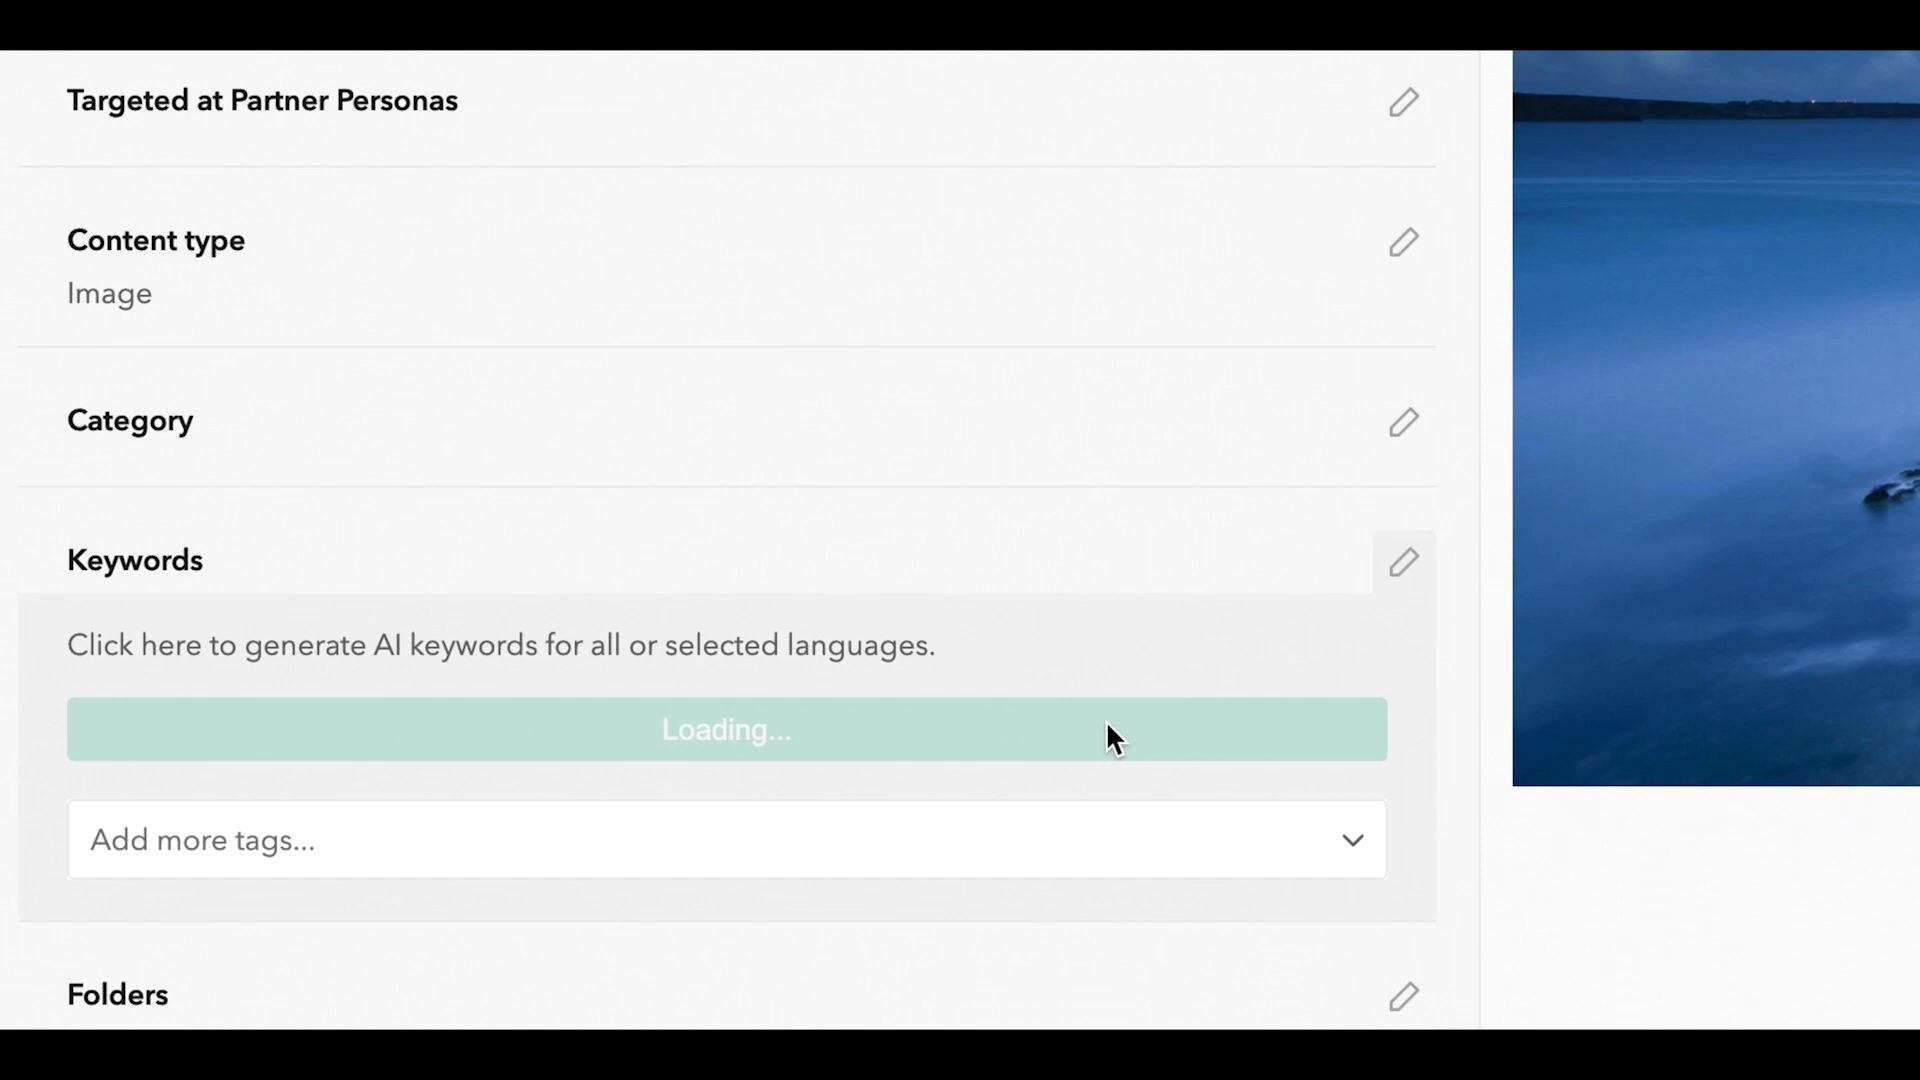 Targeted at Partner Personas
Content type
Image
Category
Keywords
Click here to generate AI keywords for all or selected languages.
Loading...
Add more tags...
Folders